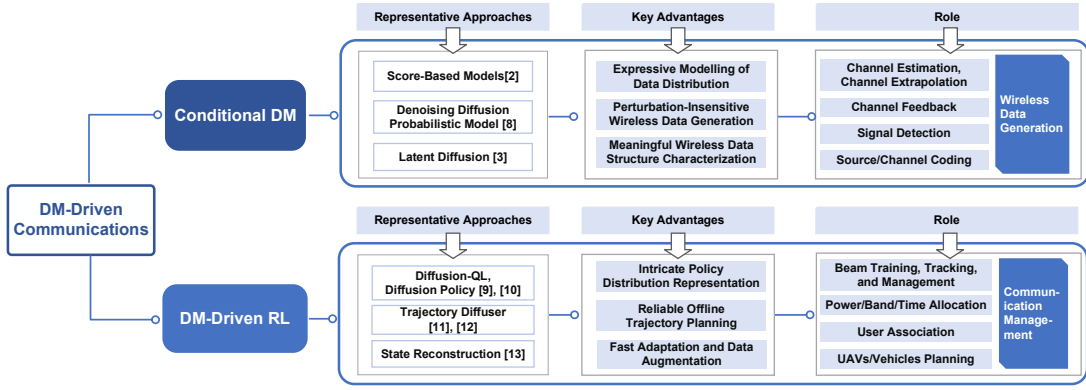 Representative Approaches
Key Advantages
Role
Conditional DM
Score-Based Models[2]
Denoising Diffusion
Probabilistic Model [8]
Latent Diffusion [3]
Expressive Modelling of
Data Distribution
Perturbation-Insensitive
Wireless Data Generation
Meaningful Wireless Data
Structure Characterization
Channel Estimation,
Channel Extrapolation
Channel Feedback
Signal Detection
Source/Channel Coding
Wireless
Data
Generation
DM-Driven
Communications
Representative Approaches
Key Advantages
Role
DM-Driven RL
Diffusion-QL,
Diffusion Policy [9], [10]
Trajectory Diffuser
[11], [12]
State Reconstruction [13]
Intricate Policy
Distribution Representation
Reliable Offline
Trajectory Planning
Fast Adaptation and Data
Augmentation
Beam Training, Tracking,
and Management
Power/Band/Time Allocation
User Association
UAVs/Vehicles Planning
Commun-
ication
Manage-
ment